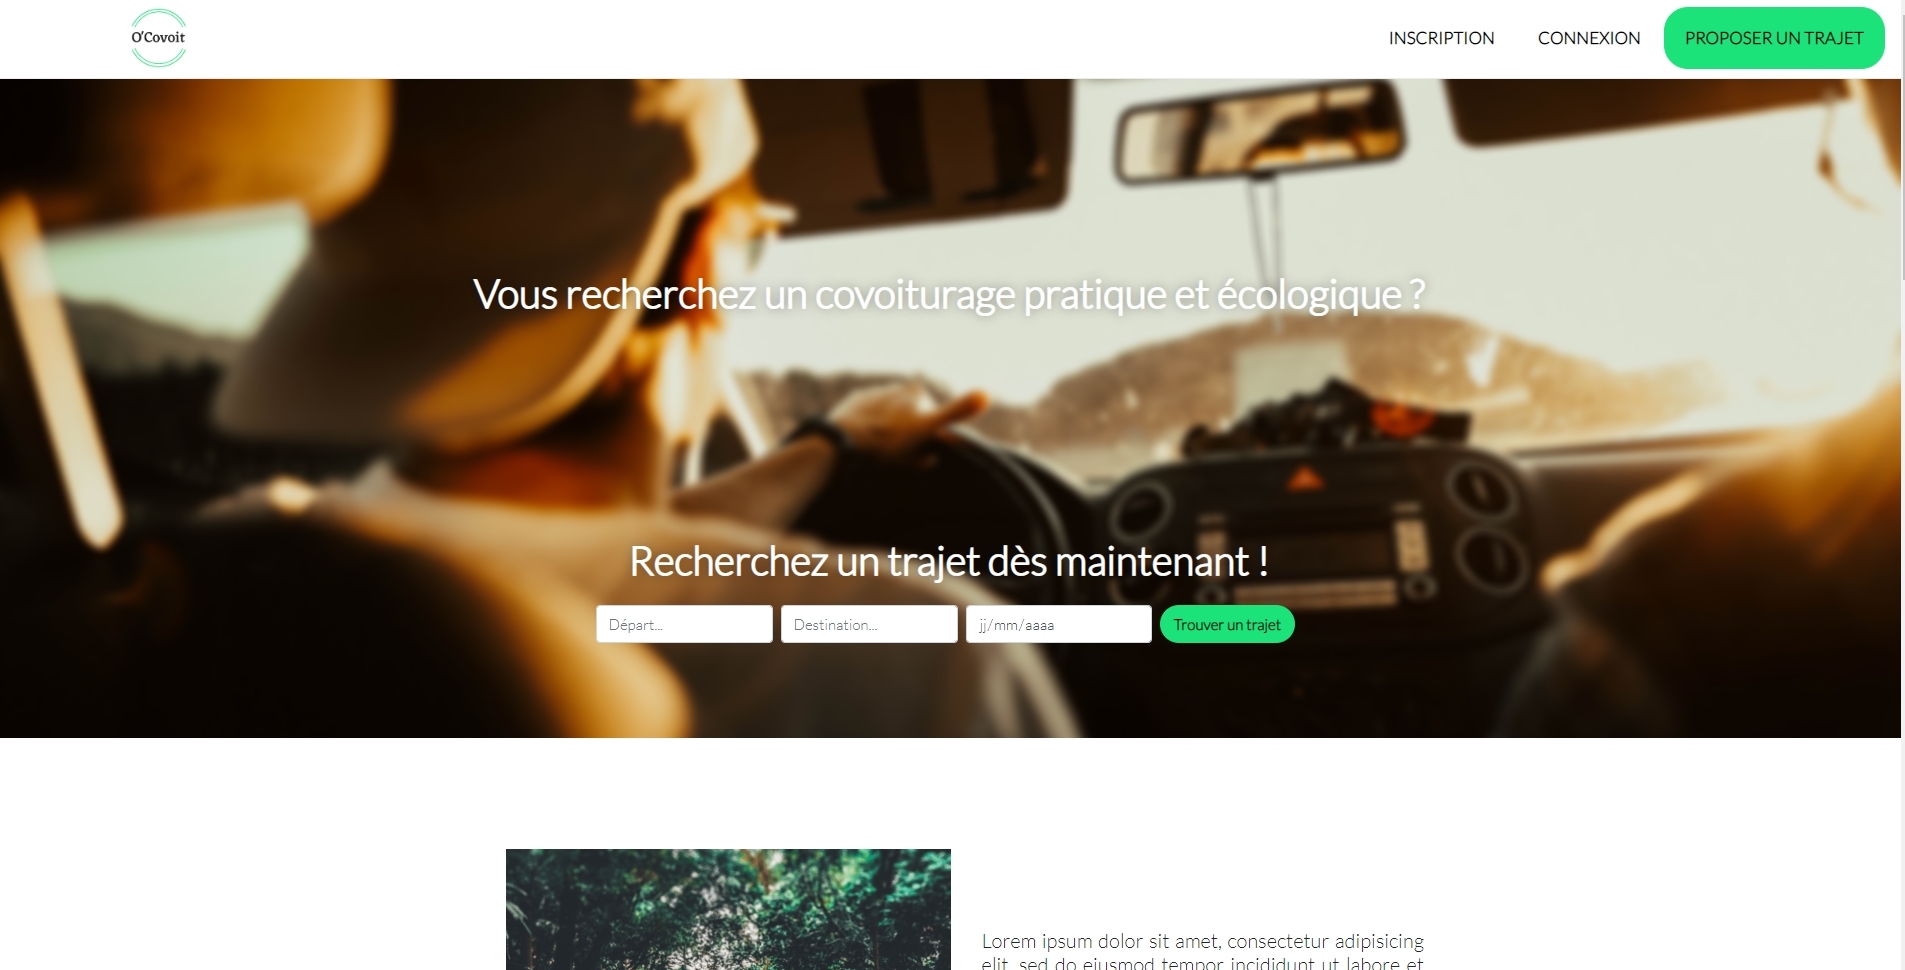 O'Covoit
INSCRIPTION
CONNEXION
PROPOSER UN TRAJET
Vous recherchez un covoiturage pratique et écologique ?
Recherchez un trajet dès maintenant !
Départ...
Destination...
jj/mm/aaaa
Trouver un trajet
Lorem ipsum dolor sit amet, consectetur adipisicing
elit, sed do eiusmod tempor incididunt ut labore et